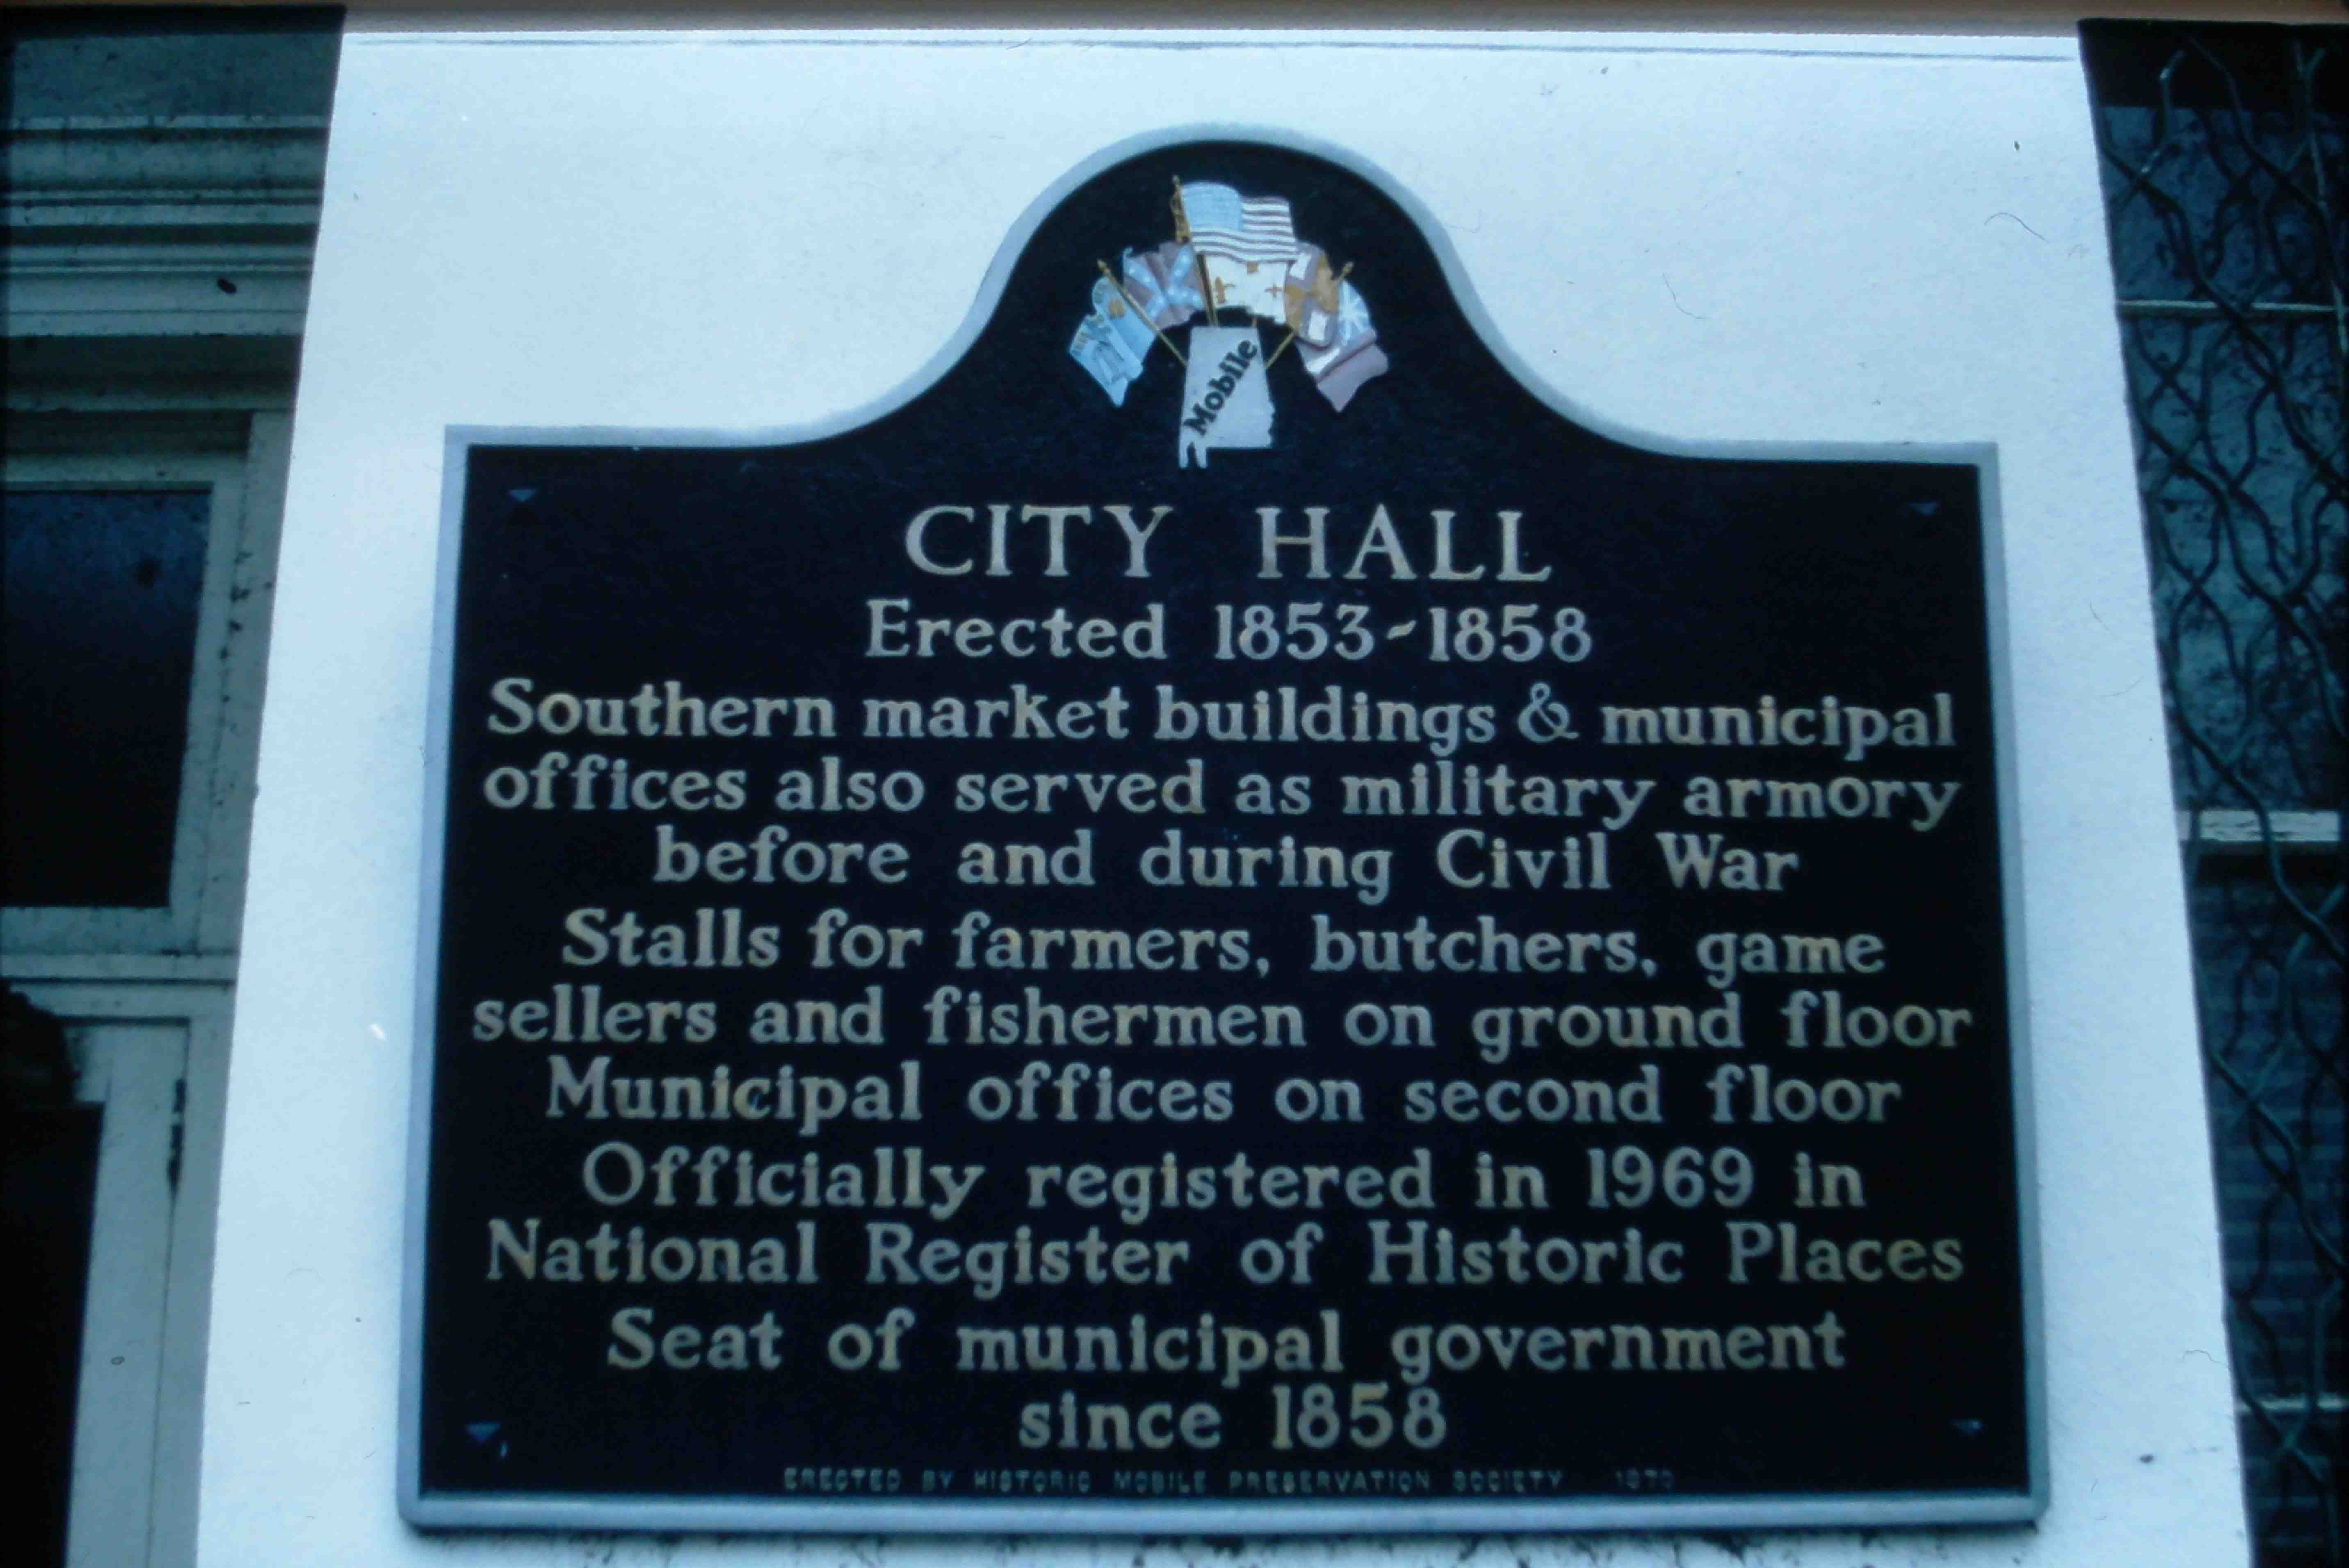 Mobile
CITY HALL
Erected 1853-1858
Southern market buildings & municipal
offices also served as military armory
before and during Civil War
Stalls for farmers, butchers, game
sellers and fishermen on ground floor
Municipal offices on second floor
Officially registered in 1969 in
National Register of Historic Places
Seat of municipal government
since 1858
ERECTED BY HISTORIC MOBILE PRESERVATION SOCIETY